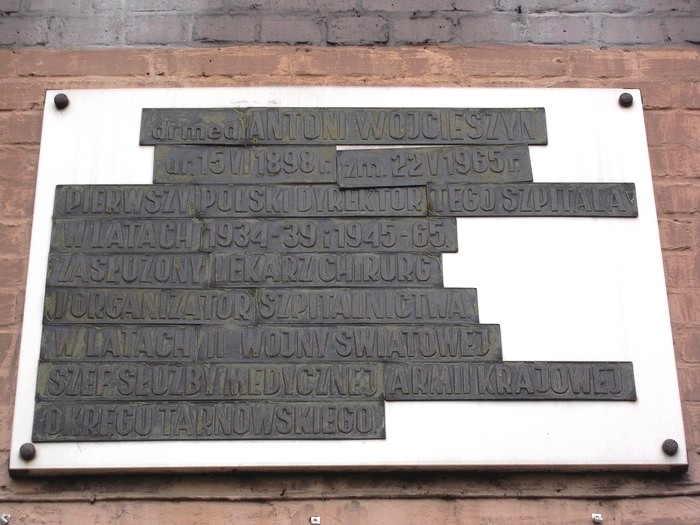 dr med ANTONI WOJCIESZYN
ur. 15 VI 1898 r. zm. 22 V 1965 r.
PIERWSZY POLSKI DYREKTOR TEGO SZPITALA
W LATACH 1934-39 i 1945-65.
ZASŁUŻONY LEKARZ CHIRURG
I ORGANIZATOR SZPITALNICTWA
W LATACH II WOJNY ŚWIATOWEJ
SZEF SŁUŻBY MEDYCZNEJ ARMII KRAJOWEJ
OKRĘGU TARNOWSKIEGO.